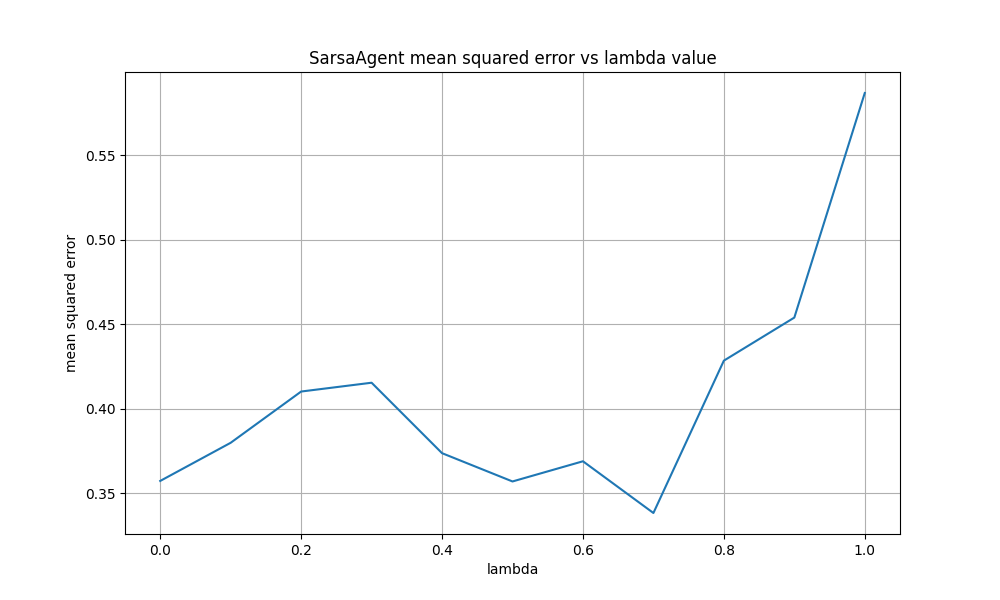 SarsaAgent mean squared error vs lambda value
mean squared error
0.55
0.50
0.45
0.40
0.35
0.0 0.2 0.4 0.6 0.8 1.0
lambda